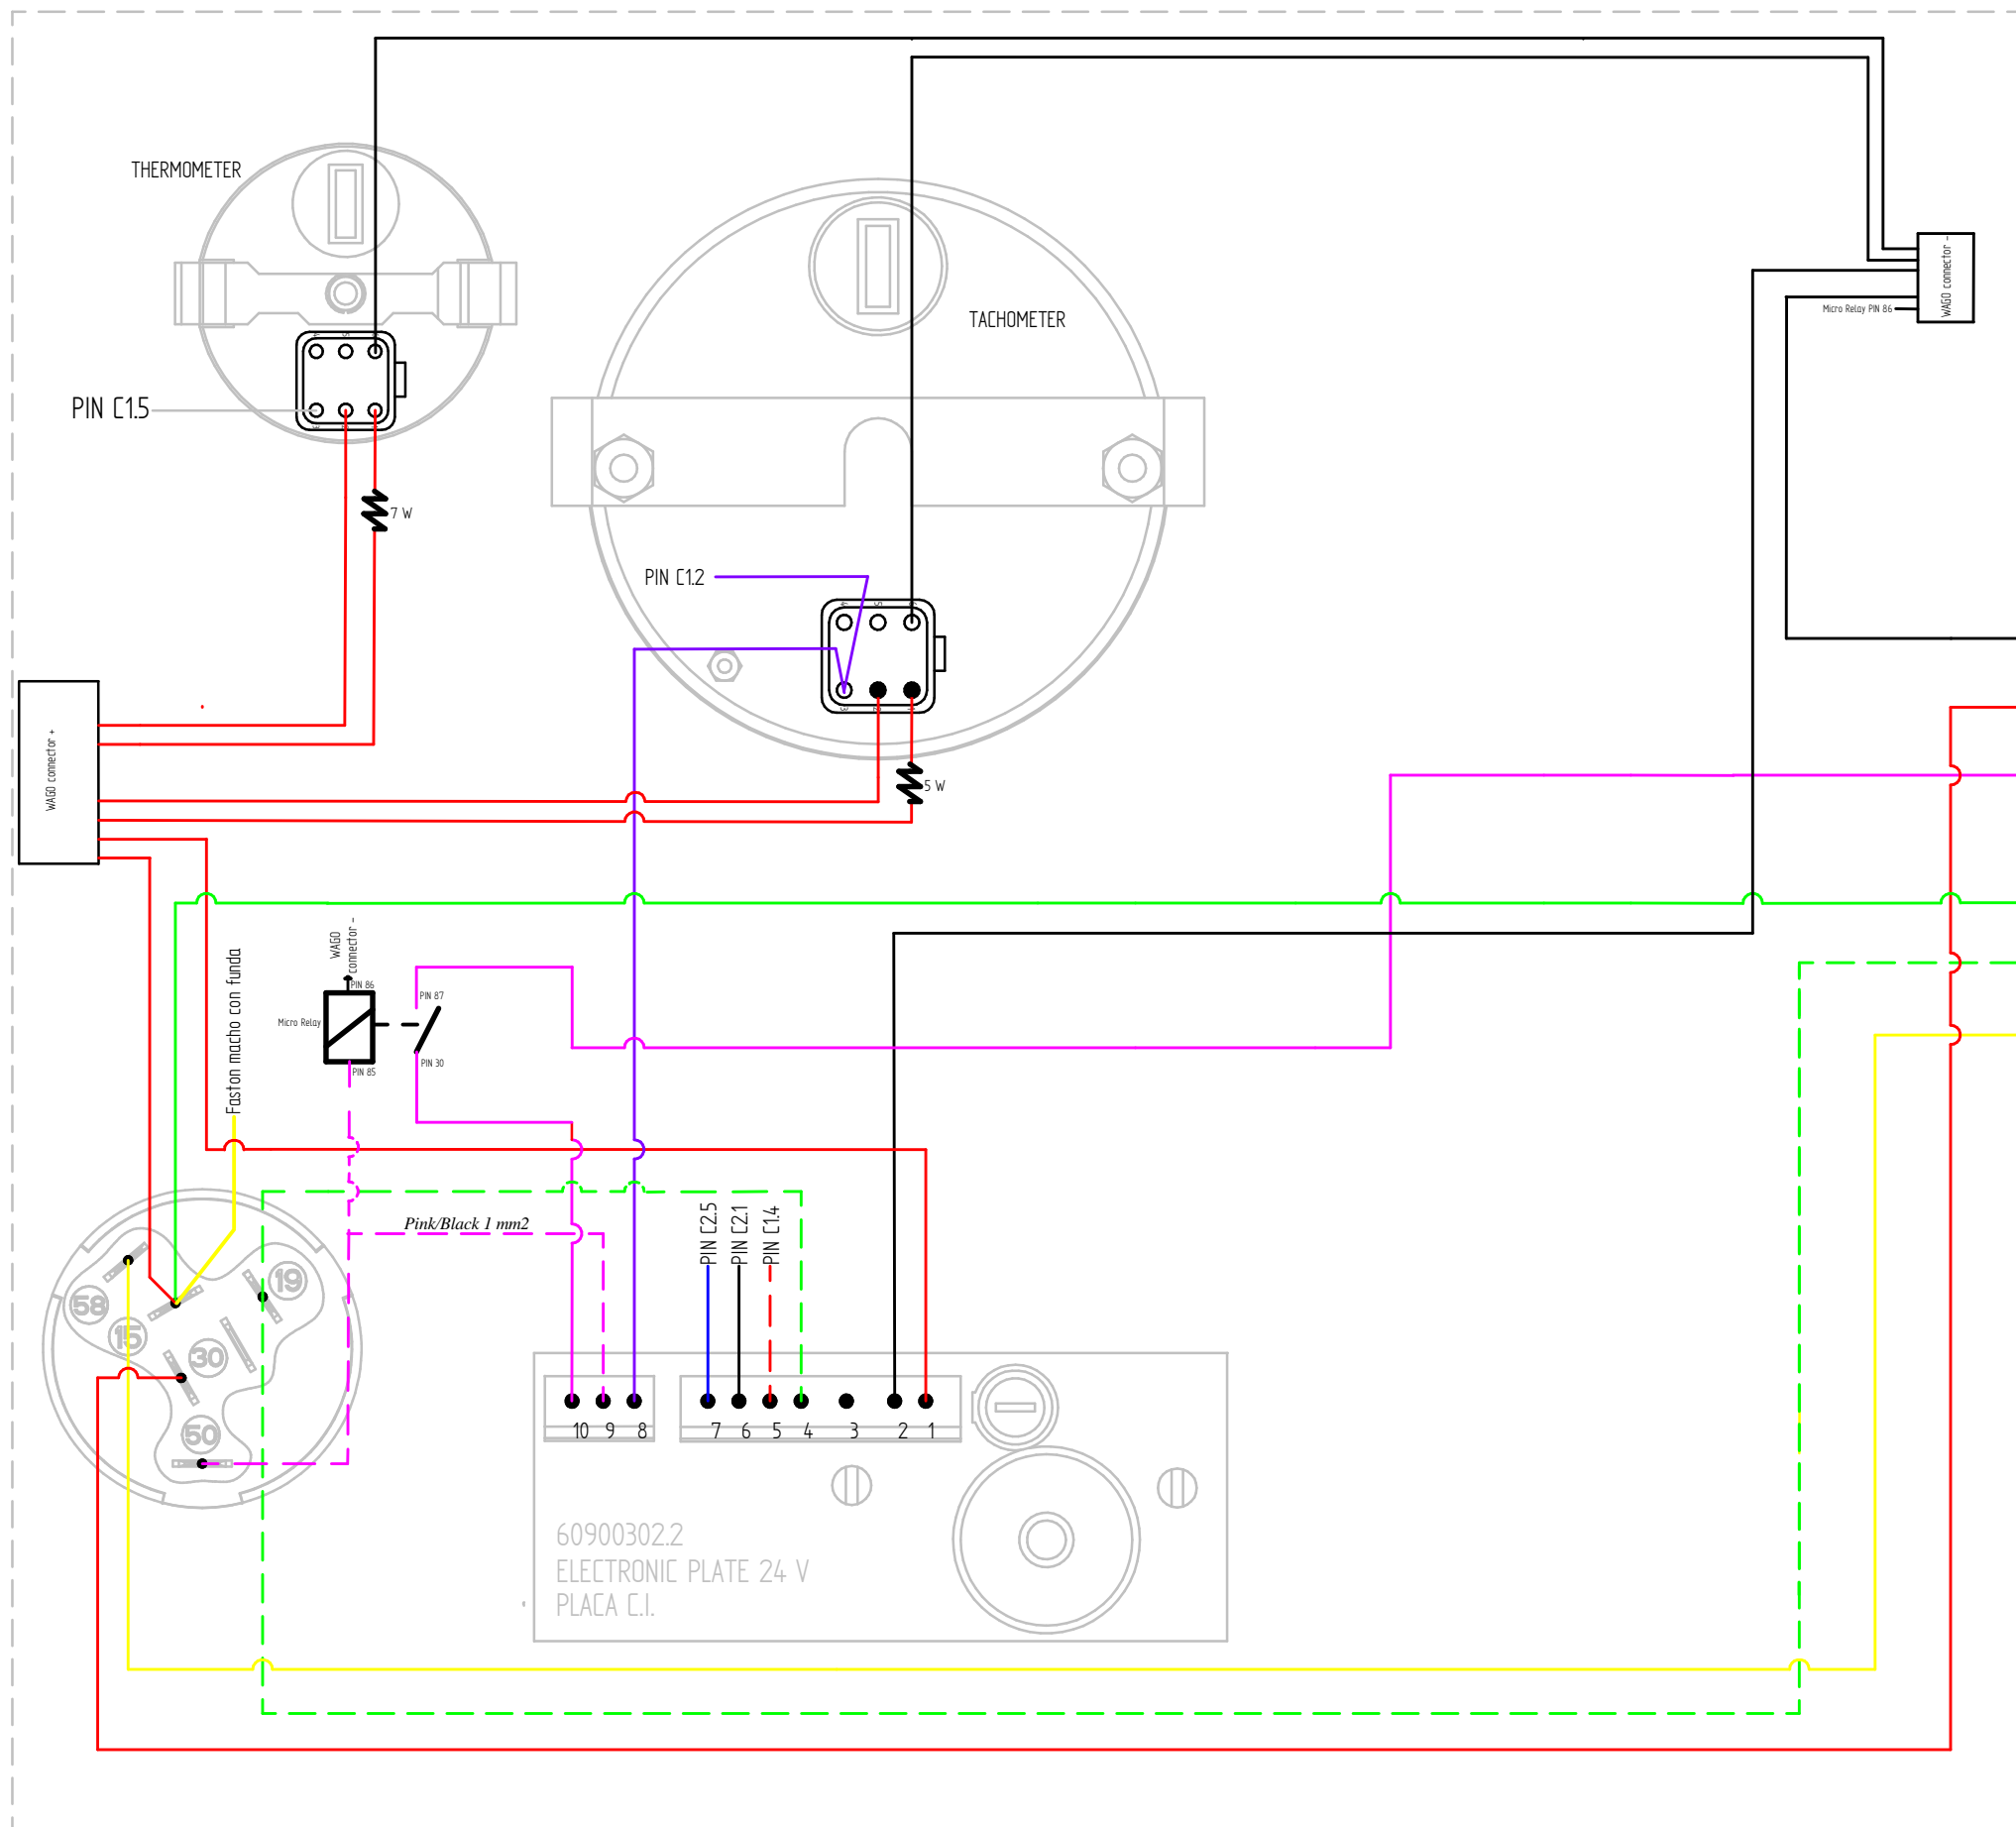 THERMOMETER
TACHOMETER
WAGO connector -
Micro Relay PIN 86
PIN C1.5
7 W
PIN C1.2
5 W
WAGO connector +
WAGO
connector -
PIN 86
PIN 87
Micro Relay
PIN 30
PIN 85
Faston macho con funda
Pink/Black 1 mm2
PIN C2.5
PIN C2.1
PIN C1.4
58
19
15
30
50
10 9 8 7 6 5 4 3 2 1
60900302.2
ELECTRONIC PLATE 24 V
PLACA C.I.